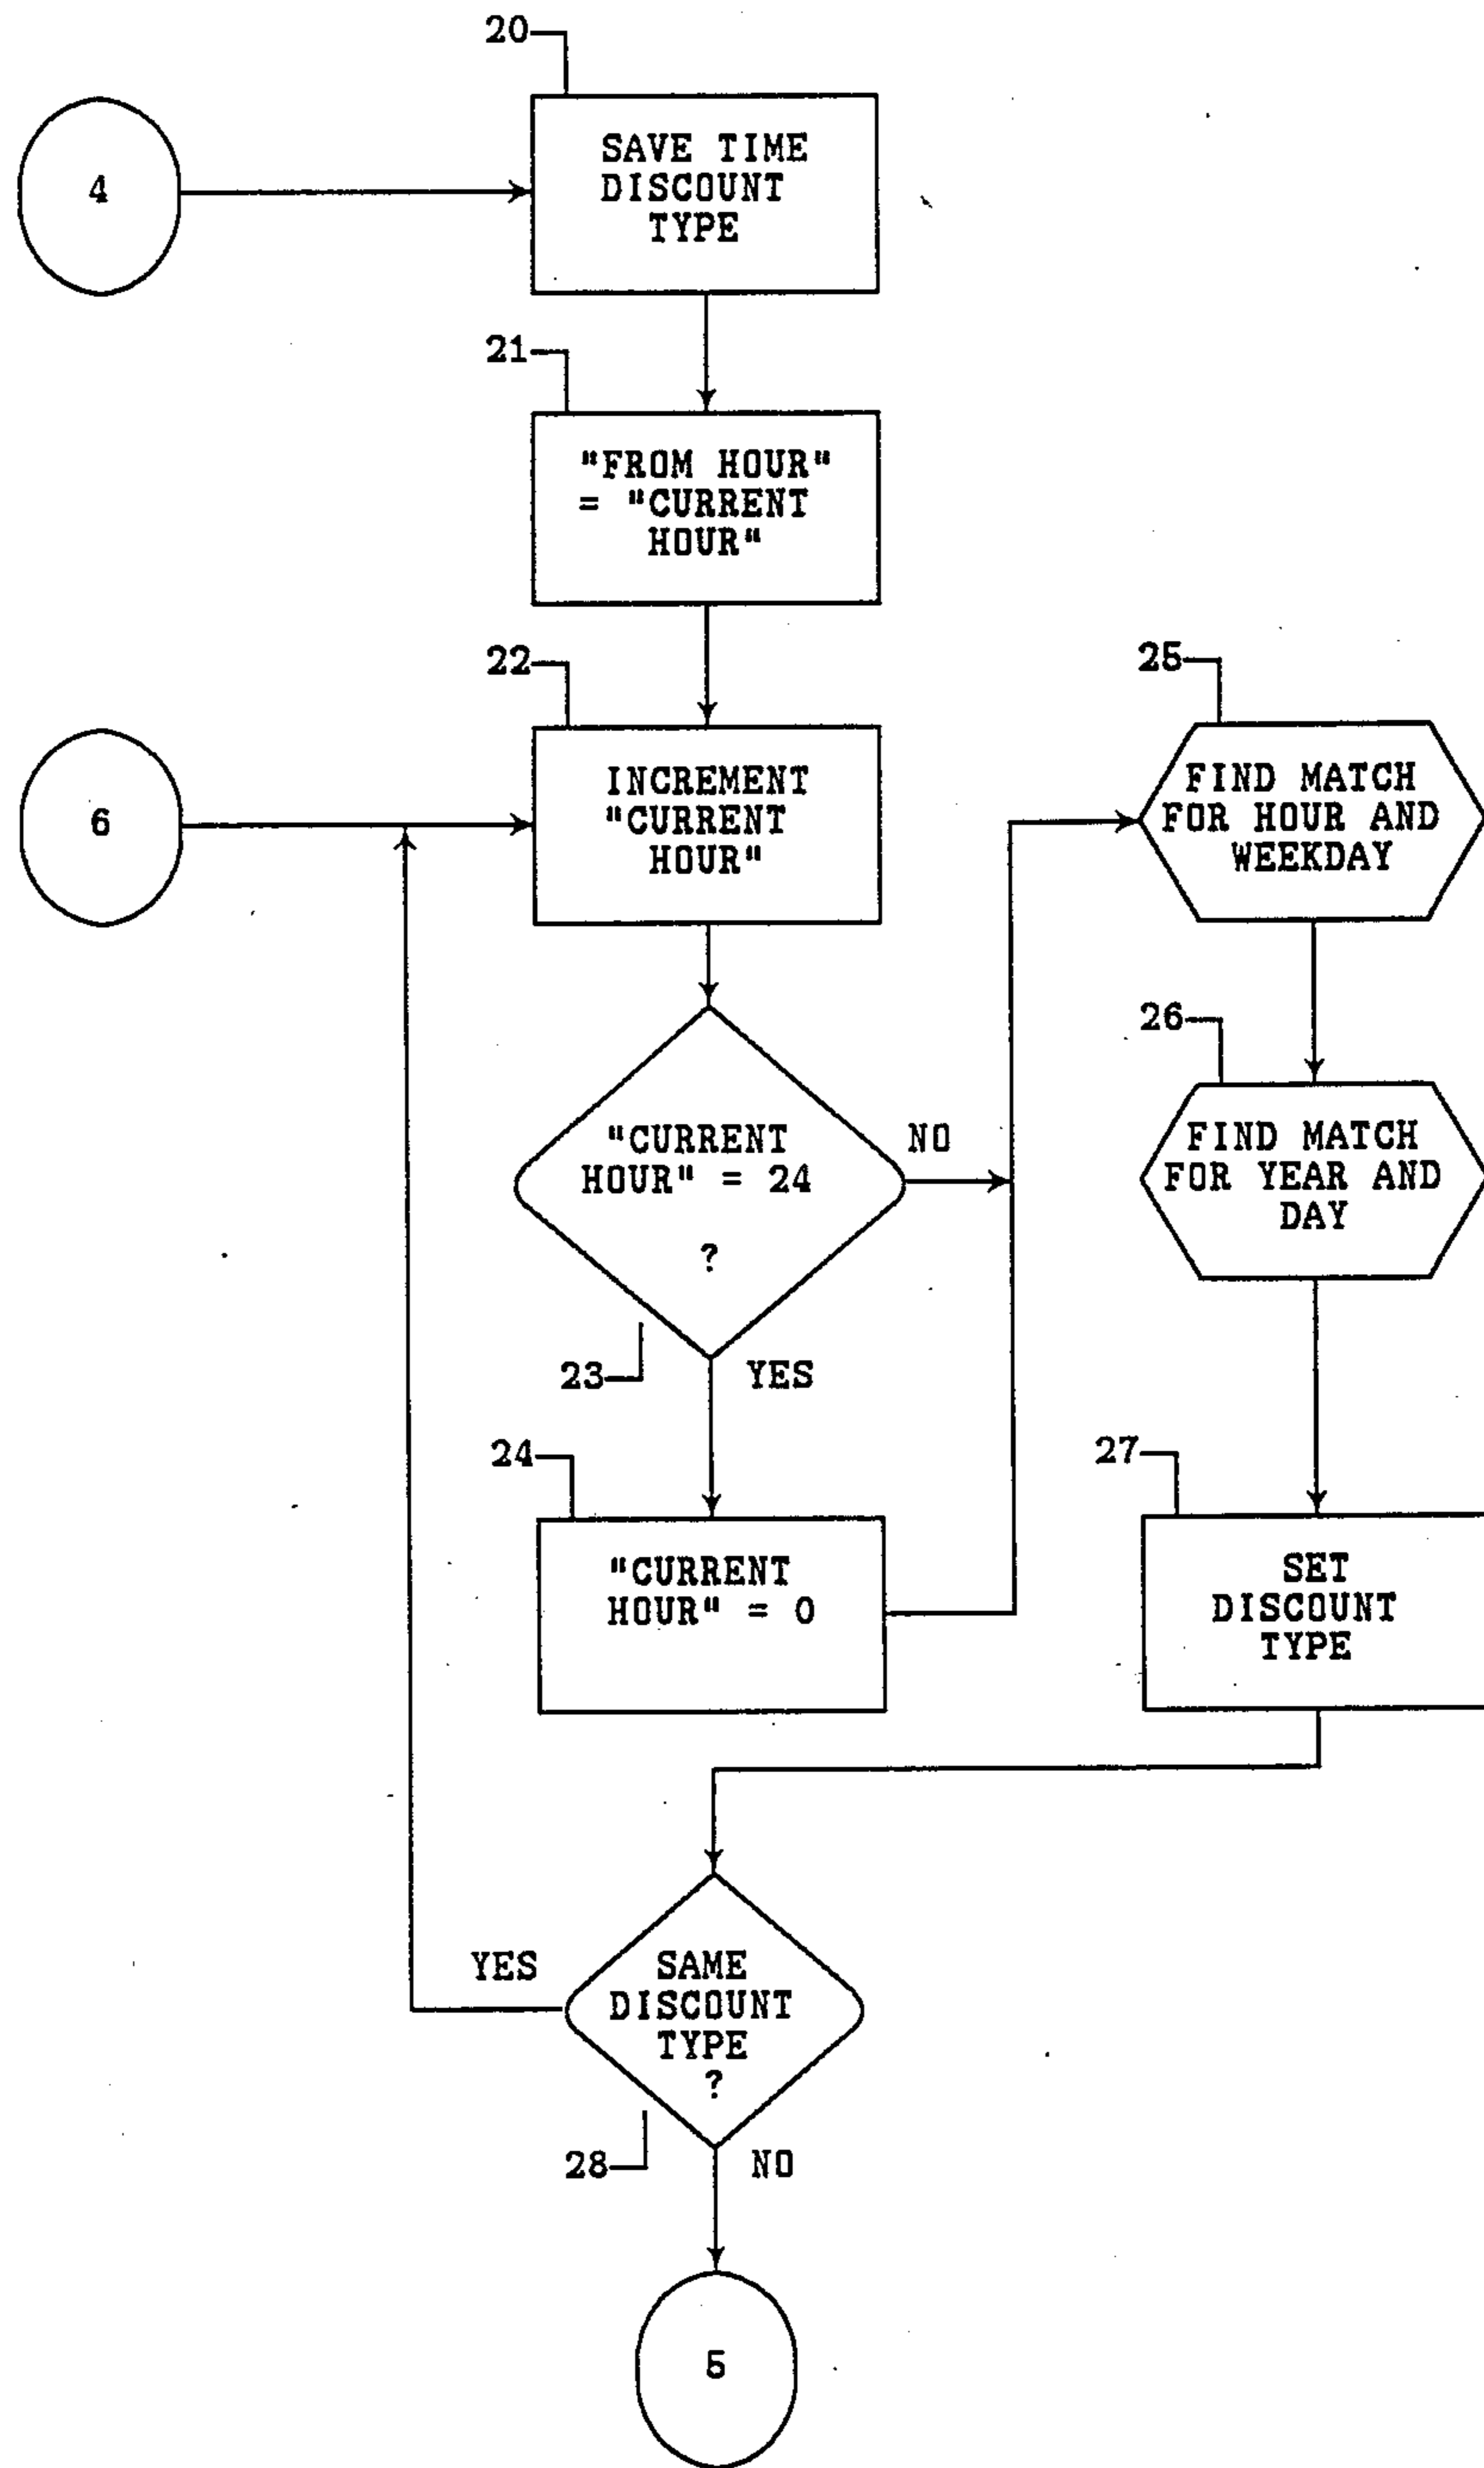 20
4
SAVE TIME
DISCOUNT
TYPE
21
"FROM HOUR"
= "CURRENT
HOUR"
22
6
INCREMENT
"CURRENT
HOUR"
25
FIND MATCH
FOR HOUR AND
WEEKDAY
26
FIND MATCH
FOR YEAR AND
DAY
"CURRENT
HOUR" = 24
?
NO
23
YES
24
"CURRENT
HOUR" = 0
27
SET
DISCOUNT
TYPE
YES
SAME
DISCOUNT
TYPE
?
28
NO
5